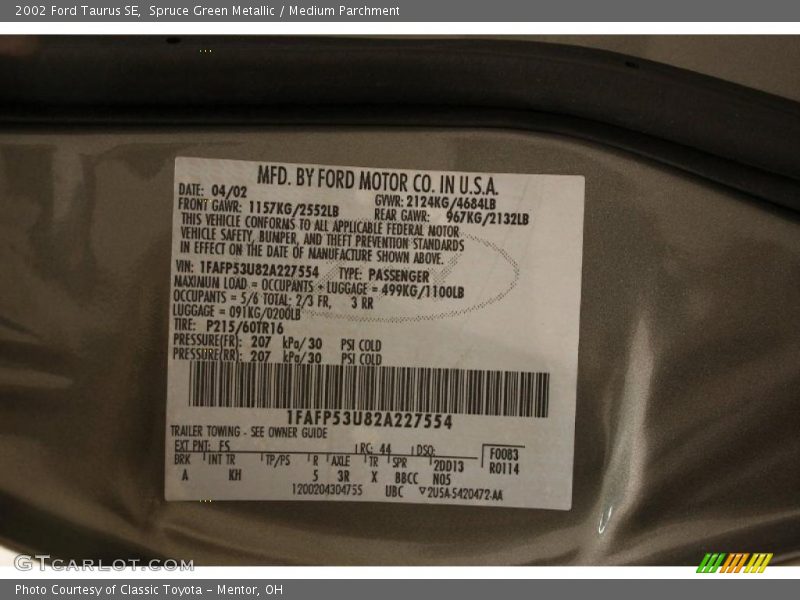 2002 Ford Taurus SE, Spruce Green Metallic / Medium Parchment
MFD. BY FORD MOTOR CO. IN U.S.A.
DATE: 04/02 GVWR: 2124KG/4684LB
FRONT GAWR: 1157KG/2552LB REAR GAWR: 967KG/2132LB
THIS VEHICLE CONFORMS TO ALL APPLICABLE FEDERAL MOTOR
VEHICLE SAFETY, BUMPER, AND THEFT PREVENTION STANDARDS
IN EFFECT ON THE DATE OF MANUFACTURE SHOWN ABOVE.
VIN: 1FAFP53U82A227554 TYPE: PASSENGER
MAXIMUM LOAD = OCCUPANTS + LUGGAGE = 499KG/1100LB
OCCUPANTS = 5/6 TOTAL: 2/3 FR, 3 RR
LUGGAGE = 091KG/0200LB
TIRE: P215/60TR16
PRESSURE(FR): 207 kPa/30 PSI COLD
PRESSURE(RR): 207 kPa/30 PSI COLD
1FAFP53U82A227554
TRAILER TOWING - SEE OWNER GUIDE
EXT PNT: FS RC: 44 DSO: F0083
BRK INT TR TP/PS R AXLE TR SPR 2DD13 R0114
A KH 5 3R X BBCC N05
1200204304755 UBC ▽2U5A-5420472-AA
GTCARLOT.COM
Photo Courtesy of Classic Toyota - Mentor, OH